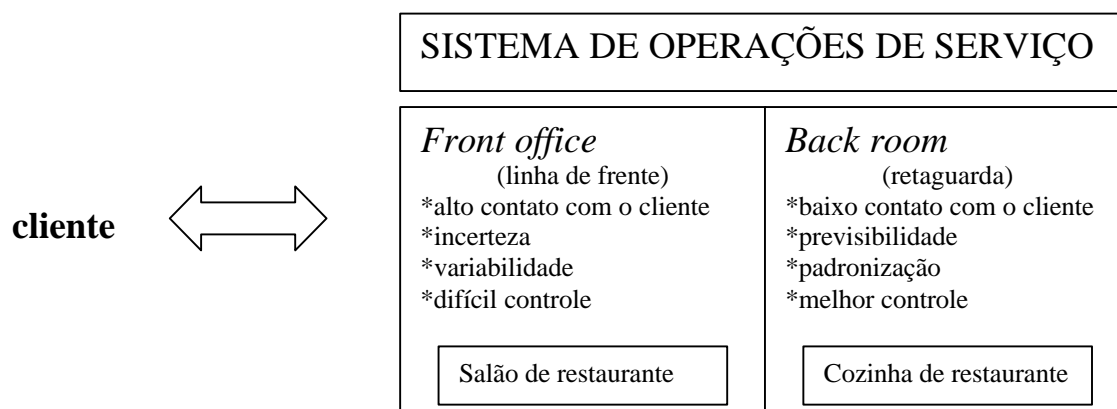 SISTEMA DE OPERAÇÕES DE SERVIÇO
cliente
Front office
(linha de frente)
*alto contato com o cliente
*incerteza
*variabilidade
*difícil controle
Salão de restaurante
Back room
(retaguarda)
*baixo contato com o cliente
*previsibilidade
*padronização
*melhor controle
Cozinha de restaurante